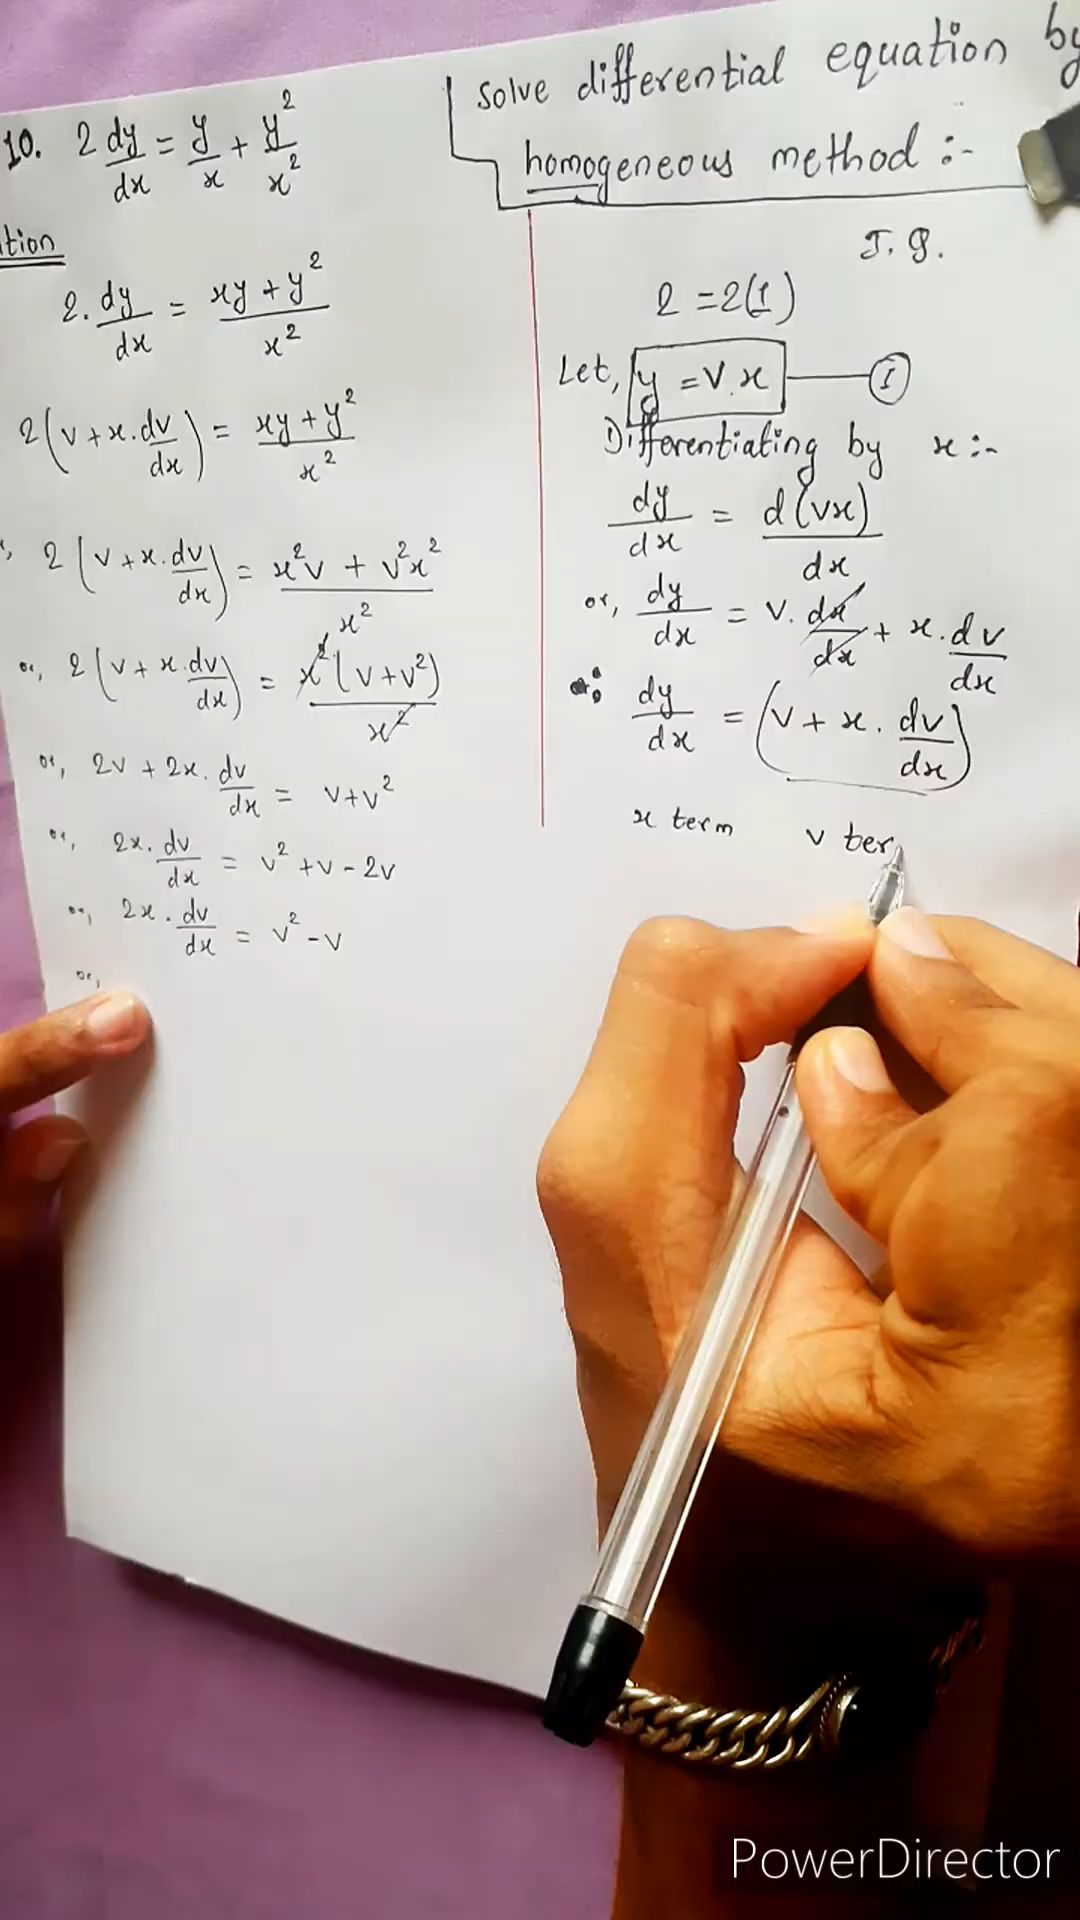 solve differential equation by
homogeneous method :-
10. 2 dy/dx = y/x + y²/x²
tion
2. dy/dx = xy + y²/x²
2(v + x. dv/dx) = xy + y²/x²
2(v + x. dv/dx) = x²v + v²x²/x²
or, 2(v + x. dv/dx) = x²(v + v²)/x²
or, 2v + 2x. dv/dx = v + v²
or, 2x. dv/dx = v² + v - 2v
or, 2x. dv/dx = v² - v
or,
2 = 2(1)
Let, y = v.x — (I)
Differentiating by x :-
dy/dx = d(vx)/dx
or, dy/dx = v. dx/dx + x. dv/dx
dy/dx = (v + x. dv/dx)
x term v ter
PowerDirector